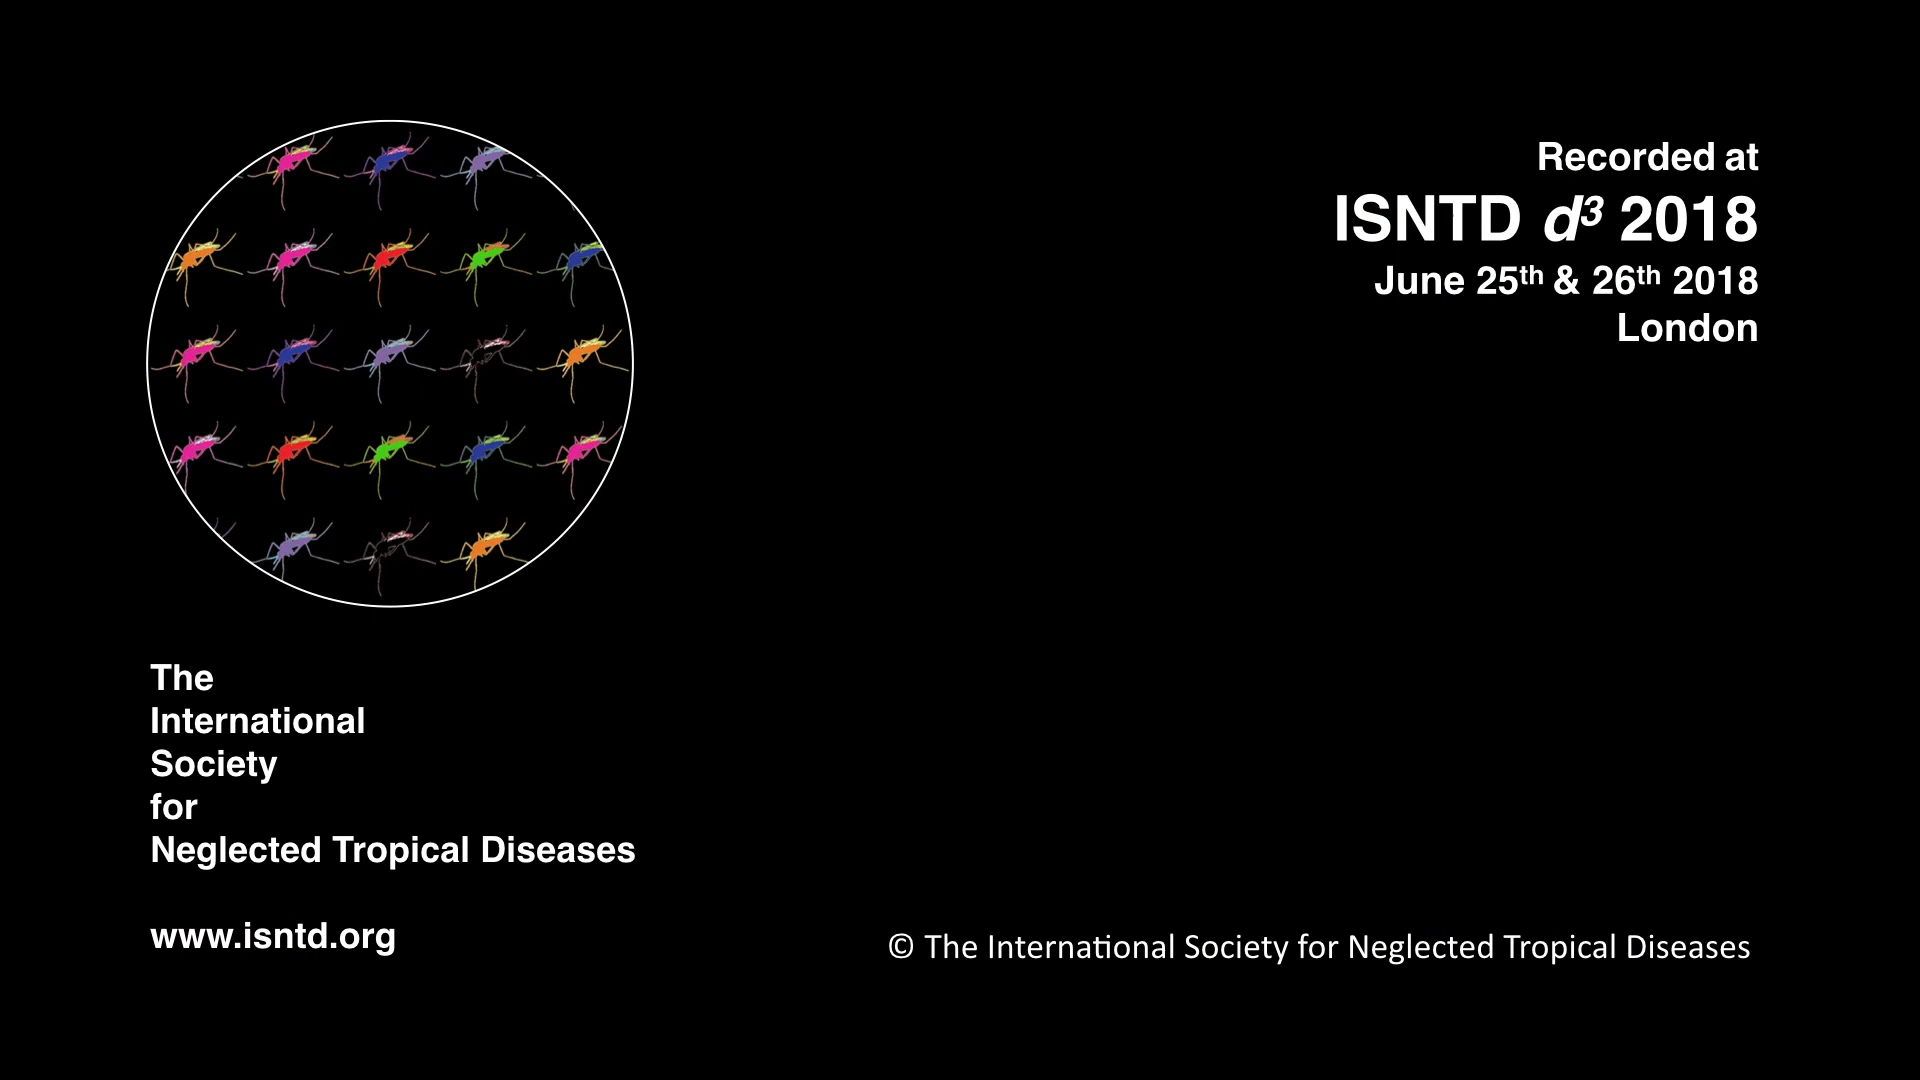 Recorded at
ISNTD d³ 2018
June 25th & 26th 2018
London
The
International
Society
for
Neglected Tropical Diseases
www.isntd.org
© The International Society for Neglected Tropical Diseases